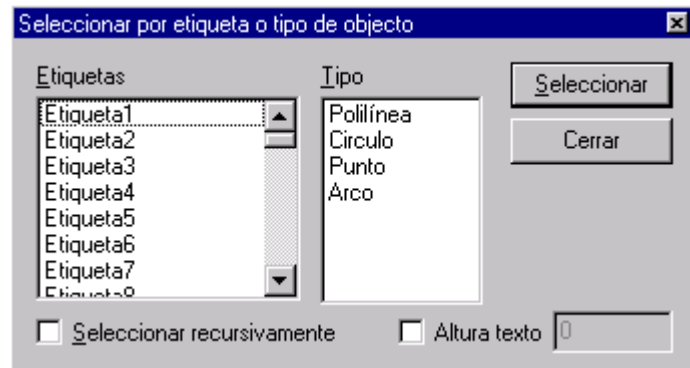 Seleccionar por etiqueta o tipo de objecto
Etiquetas
Tipo
Seleccionar
Etiqueta1
Etiqueta2
Etiqueta3
Etiqueta4
Etiqueta5
Etiqueta6
Etiqueta7
Etiqueta8
Polilínea
Circulo
Punto
Arco
Cerrar
Seleccionar recursivamente
Altura texto
0